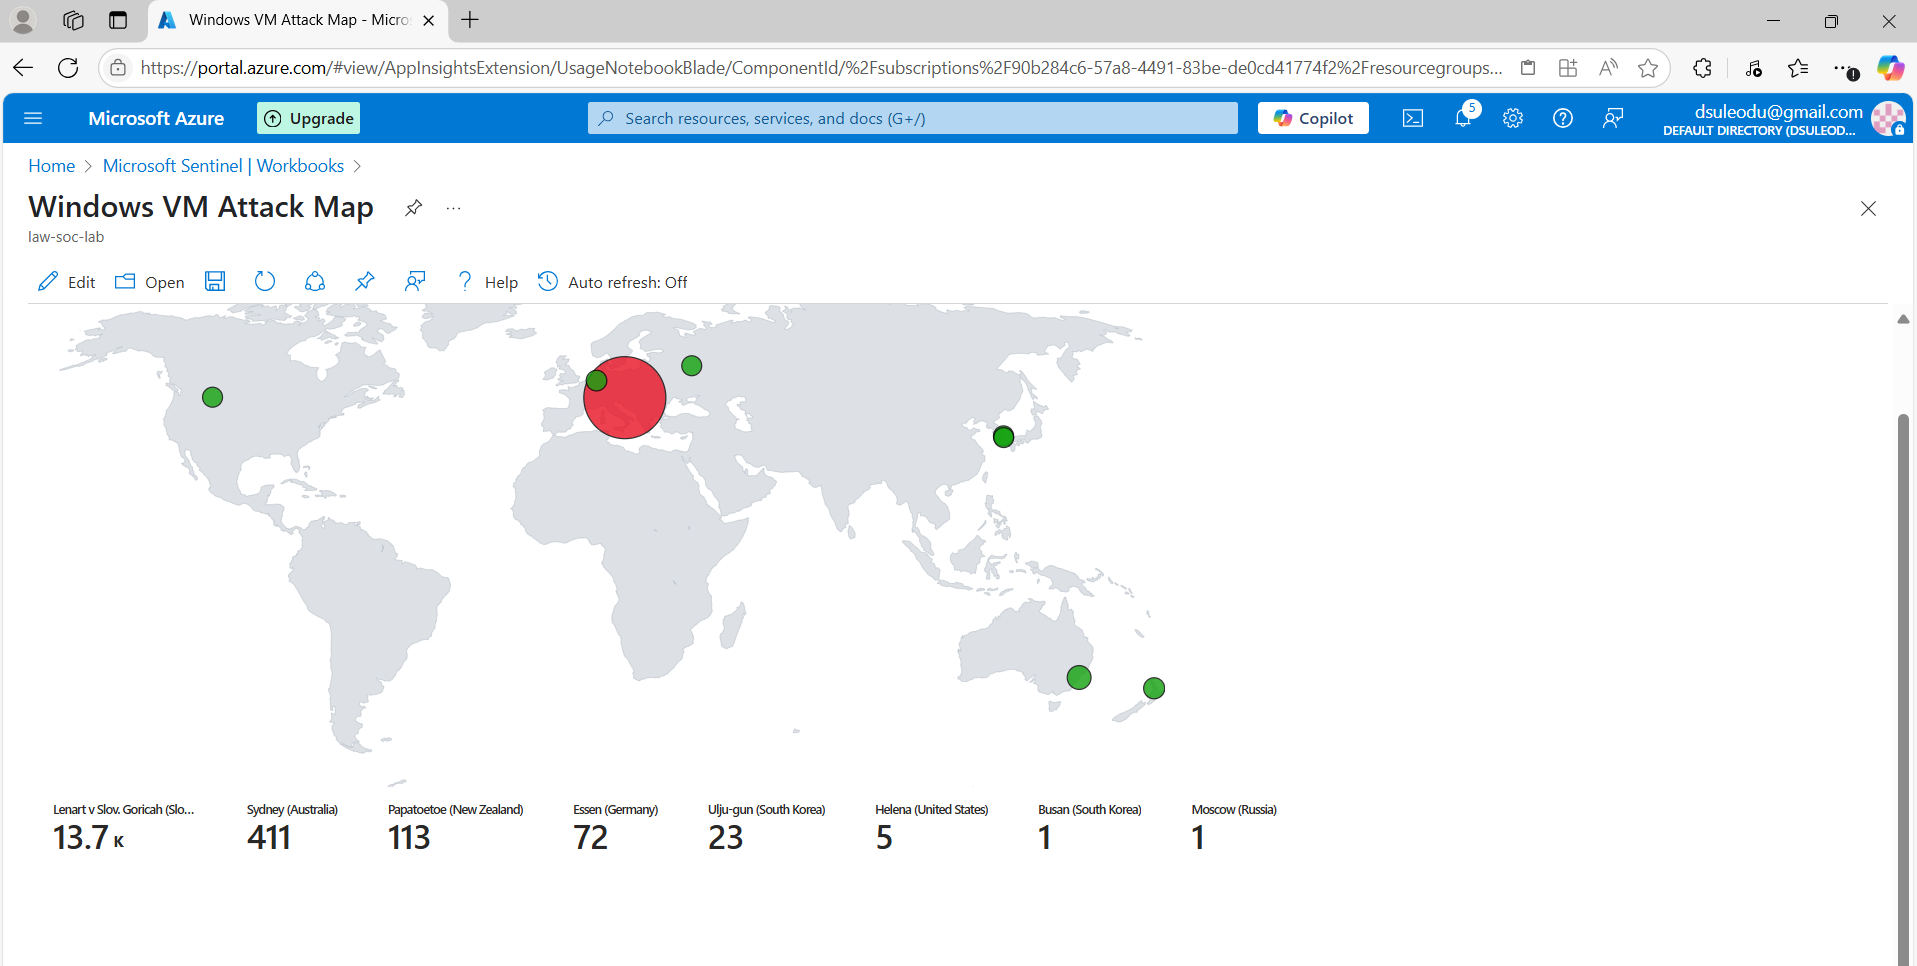 Windows VM Attack Map - Micro
https://portal.azure.com/#view/AppInsightsExtension/UsageNotebookBlade/ComponentId/%2Fsubscriptions%2F90b284c6-57a8-4491-83be-de0cd41774f2%2Fresourcegroups...
Microsoft Azure
Upgrade
Search resources, services, and docs (G+/)
Copilot
5
dsuleodu@gmail.com
DEFAULT DIRECTORY (DSULEOD...
Home > Microsoft Sentinel | Workbooks >
Windows VM Attack Map
law-soc-lab
Edit Open Help Auto refresh: Off
Lenart v Slov. Goricah (Slo... Sydney (Australia) Papatoetoe (New Zealand) Essen (Germany) Ulju-gun (South Korea) Helena (United States) Busan (South Korea) Moscow (Russia)
13.7 K 411 113 72 23 5 1 1